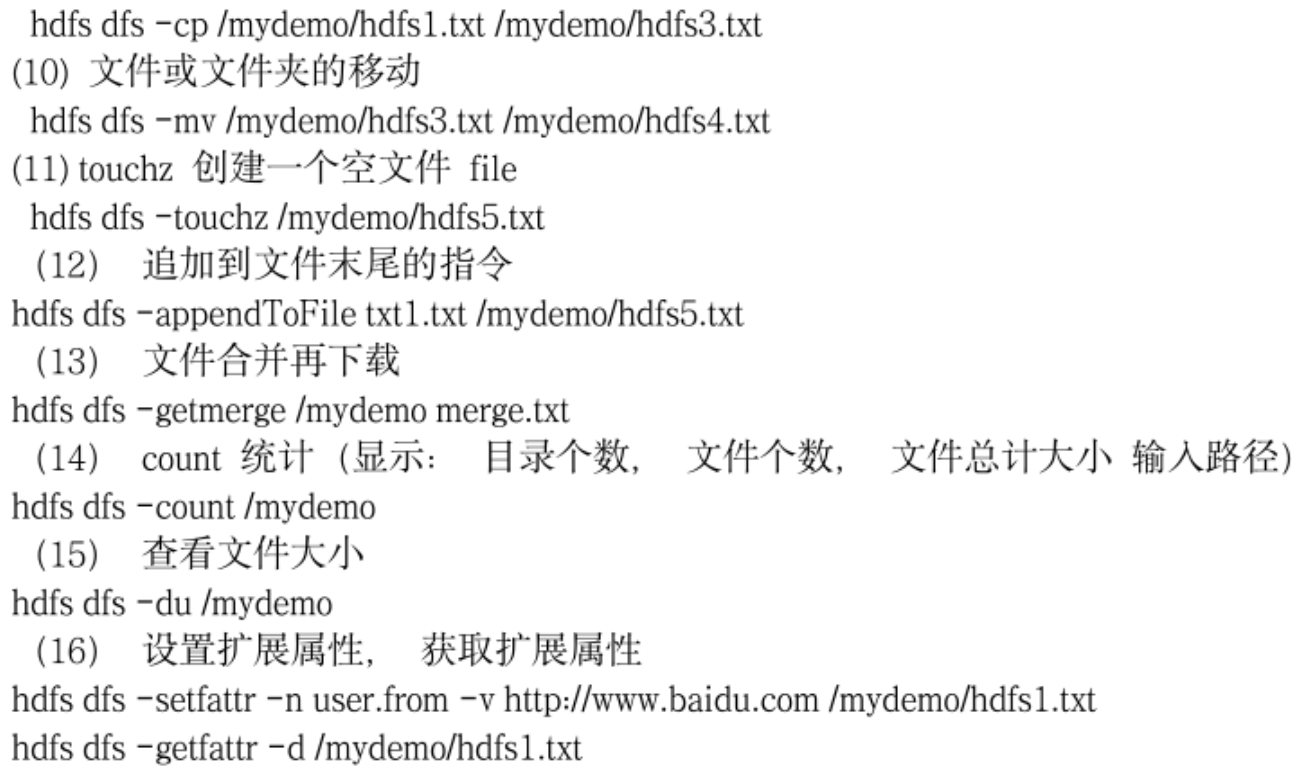 hdfs dfs -cp /mydemo/hdfs1.txt /mydemo/hdfs3.txt
(10) 文件或文件夹的移动
hdfs dfs -mv /mydemo/hdfs3.txt /mydemo/hdfs4.txt
(11) touchz 创建一个空文件 file
hdfs dfs -touchz /mydemo/hdfs5.txt
(12) 追加到文件末尾的指令
hdfs dfs -appendToFile txt1.txt /mydemo/hdfs5.txt
(13) 文件合并再下载
hdfs dfs -getmerge /mydemo merge.txt
(14) count 统计 (显示: 目录个数, 文件个数, 文件总计大小 输入路径)
hdfs dfs -count /mydemo
(15) 查看文件大小
hdfs dfs -du /mydemo
(16) 设置扩展属性, 获取扩展属性
hdfs dfs -setfattr -n user.from -v http://www.baidu.com /mydemo/hdfs1.txt
hdfs dfs -getfattr -d /mydemo/hdfs1.txt